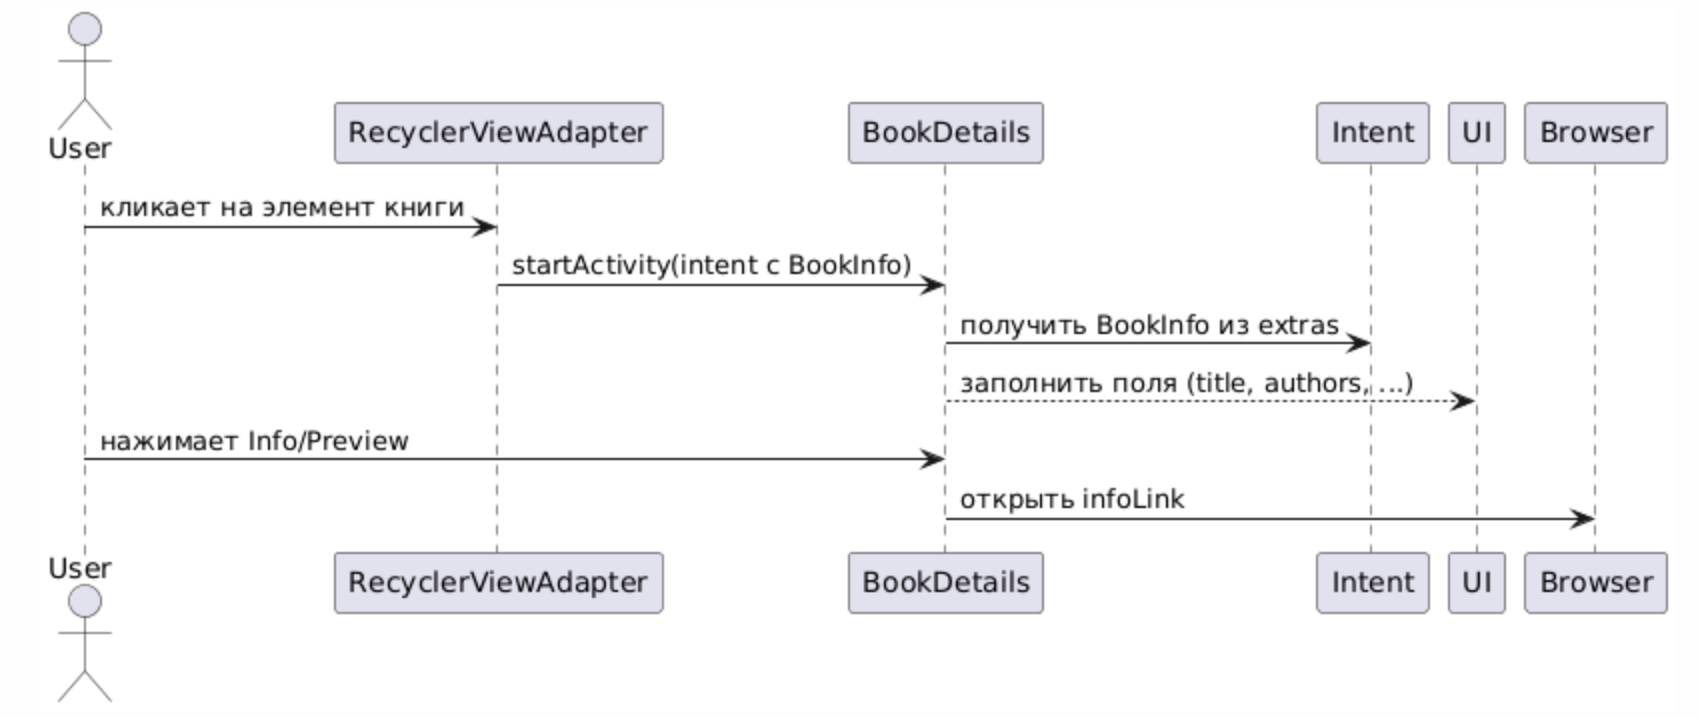 User
RecyclerViewAdapter
BookDetails
Intent
UI
Browser
кликает на элемент книги
startActivity(intent с BookInfo)
получить BookInfo из extras
заполнить поля (title, authors, ...)
нажимает Info/Preview
открыть infoLink
User
RecyclerViewAdapter
BookDetails
Intent
UI
Browser